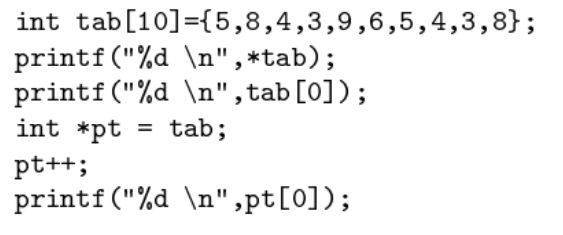 int tab[10]={5,8,4,3,9,6,5,4,3,8};
printf("%d \n",*tab);
printf("%d \n",tab[0]);
int *pt = tab;
pt++;
printf("%d \n",pt[0]);